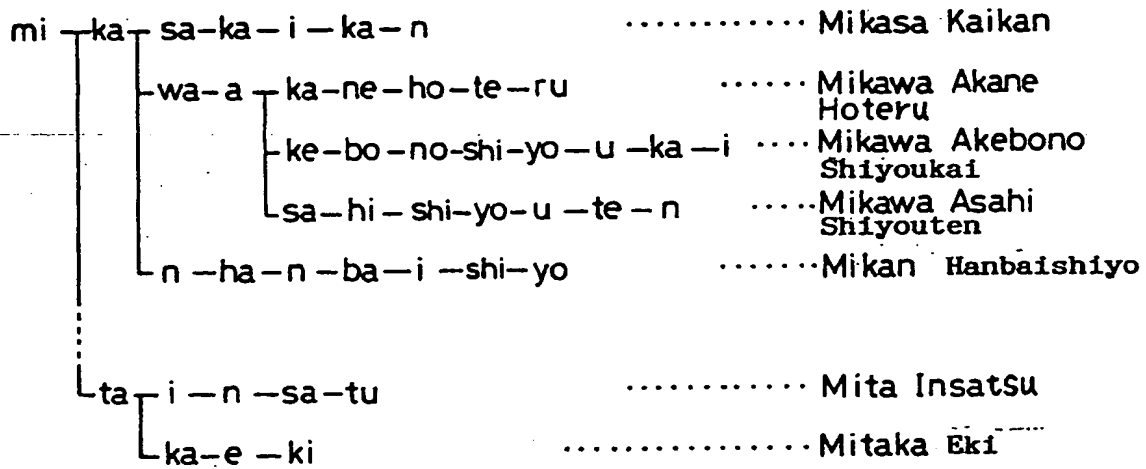 mi ka sa-ka-i-ka-n ············ Mikasa Kaikan
wa-a ka-ne-ho-te-ru ······ Mikawa Akane
Hoteru
ke-bo-no-shi-yo-u-ka-i ···· Mikawa Akebono
Shiyoukai
sa-hi-shi-yo-u-te-n ·····Mikawa Asahi
Shiyouten
n-ha-n-ba-i-shi-yo ·······Mikan Hanbaishiyo
ta i-n-sa-tu ············ Mita Insatsu
ka-e-ki ················ Mitaka Eki